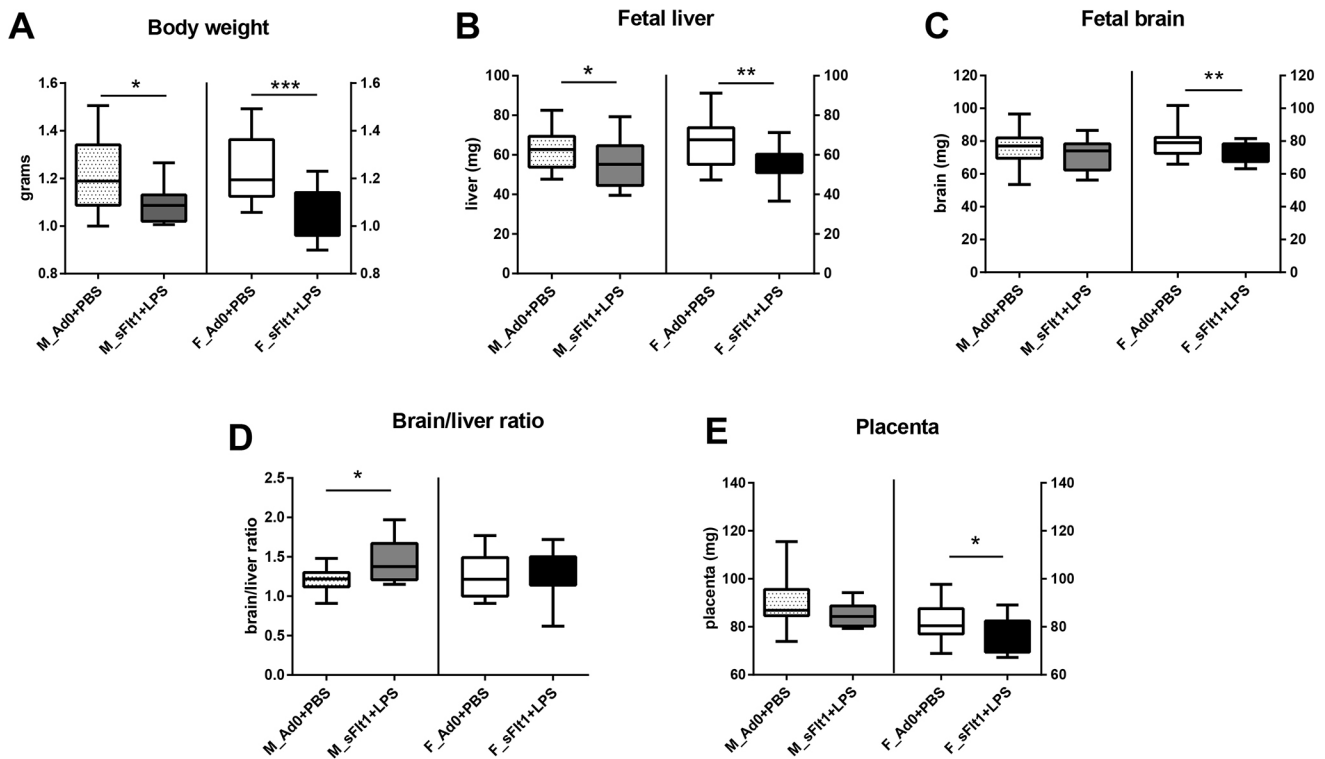 A
Body weight
grams
1.6
1.4
1.2
1.0
0.8
*
***
1.6
1.4
1.2
1.0
0.8
M_Ad0+PBS
M_sFlt1+LPS
F_Ad0+PBS
F_sFlt1+LPS
B
Fetal liver
liver (mg)
100
80
60
40
20
0
*
**
100
80
60
40
20
0
M_Ad0+PBS
M_sFlt1+LPS
F_Ad0+PBS
F_sFlt1+LPS
C
Fetal brain
brain (mg)
120
100
80
60
40
20
0
**
120
100
80
60
40
20
0
M_Ad0+PBS
M_sFlt1+LPS
F_Ad0+PBS
F_sFlt1+LPS
D
Brain/liver ratio
brain/liver ratio
2.5
2.0
1.5
1.0
0.5
0.0
*
M_Ad0+PBS
M_sFlt1+LPS
F_Ad0+PBS
F_sFlt1+LPS
E
Placenta
placenta (mg)
140
120
100
80
60
*
140
120
100
80
60
M_Ad0+PBS
M_sFlt1+LPS
F_Ad0+PBS
F_sFlt1+LPS